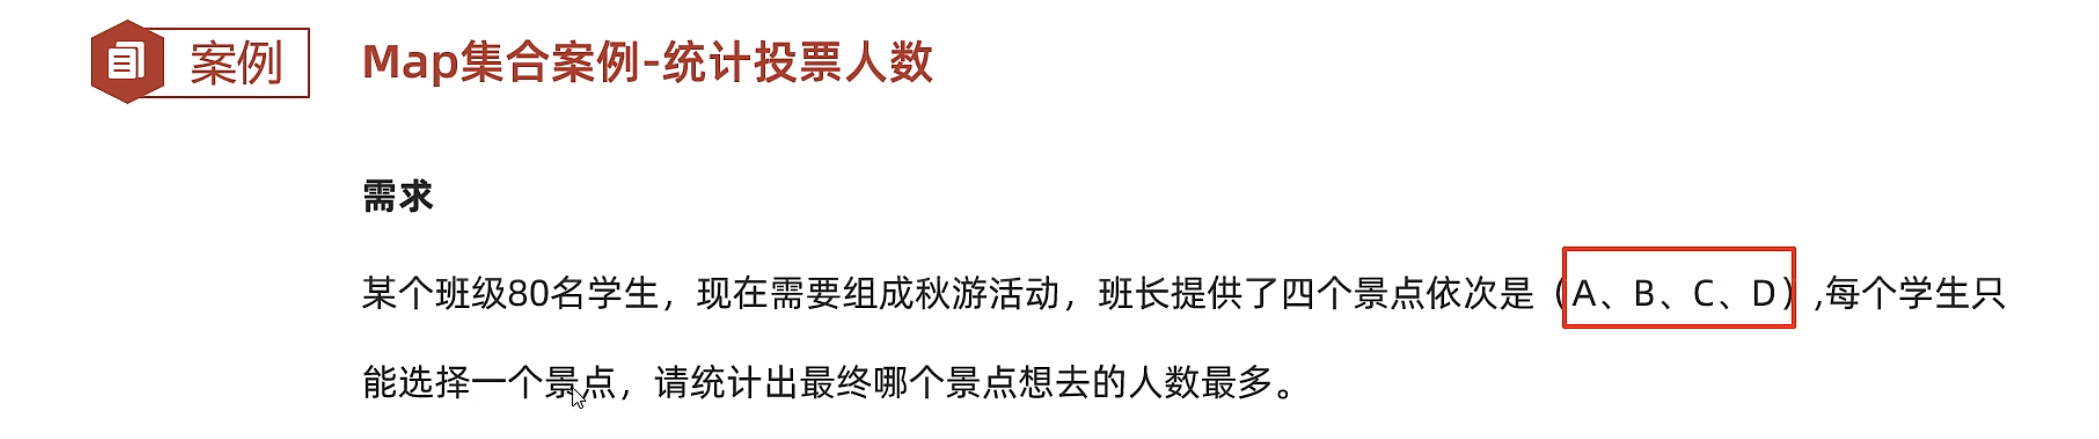 案例
Map集合案例-统计投票人数
需求
某个班级80名学生，现在需要组成秋游活动，班长提供了四个景点依次是（A、B、C、D）,每个学生只
能选择一个景点，请统计出最终哪个景点想去的人数最多。